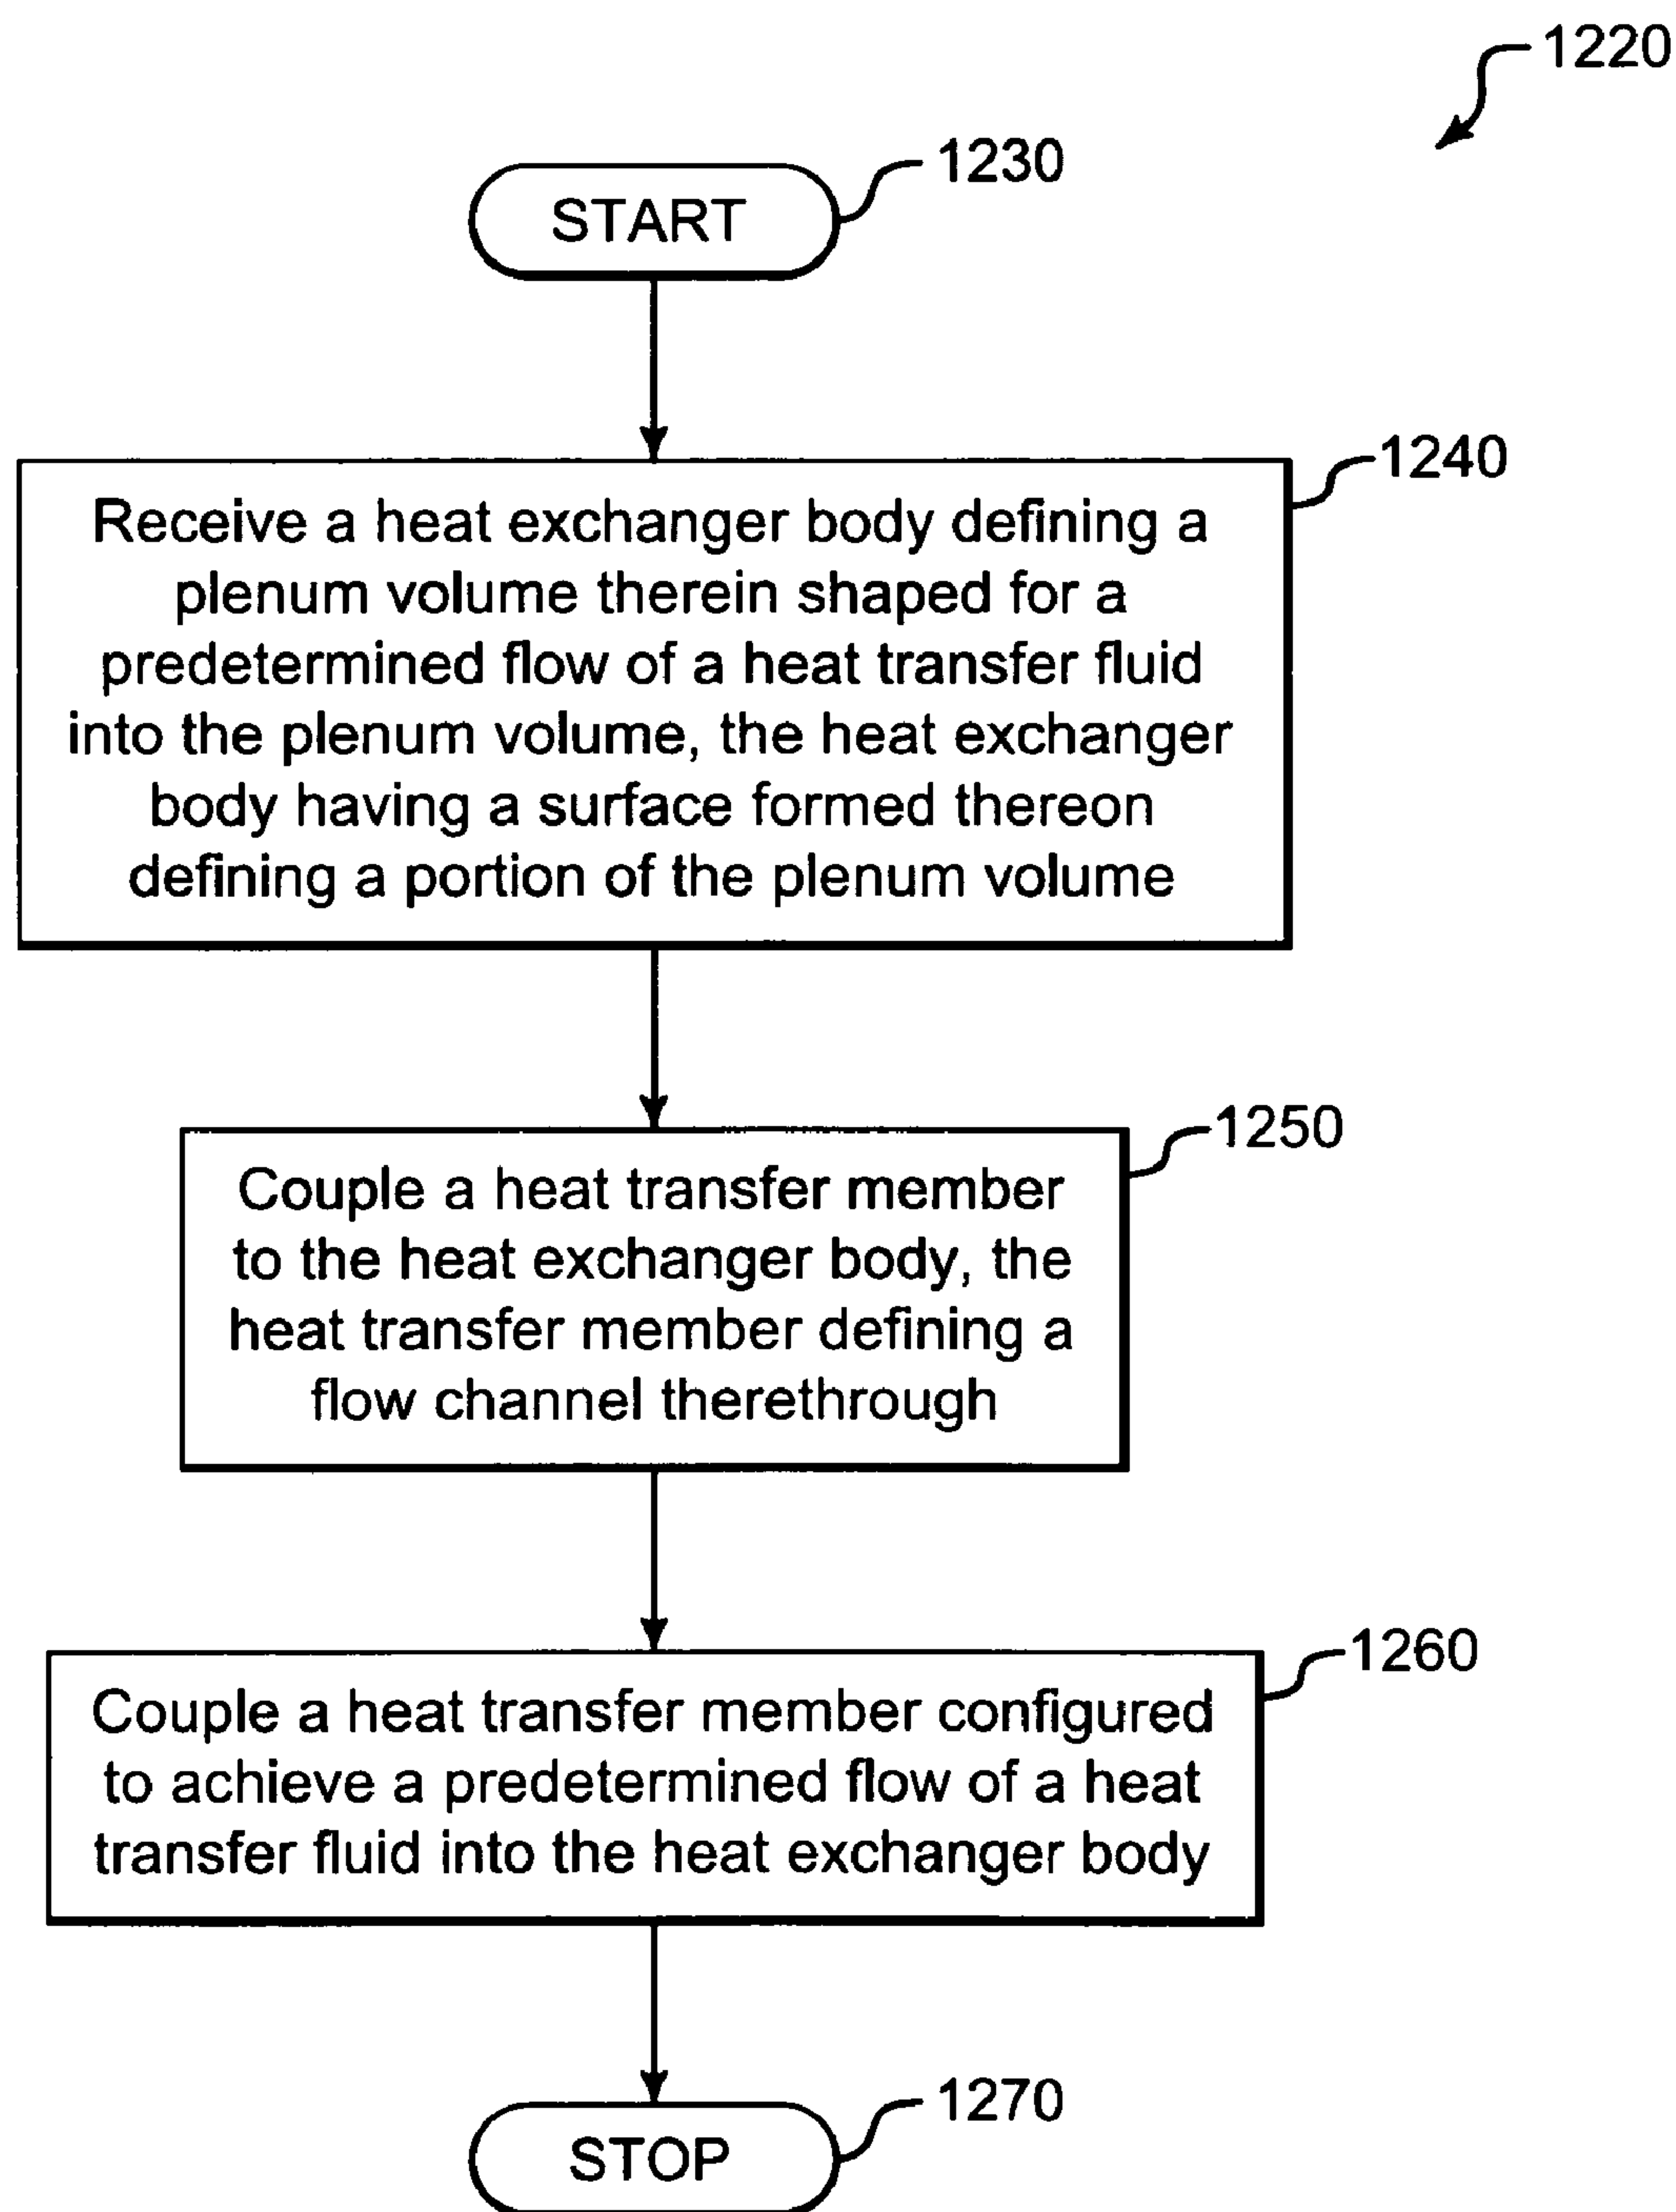 1220
1230
START
1240
Receive a heat exchanger body defining a
plenum volume therein shaped for a
predetermined flow of a heat transfer fluid
into the plenum volume, the heat exchanger
body having a surface formed thereon
defining a portion of the plenum volume
1250
Couple a heat transfer member
to the heat exchanger body, the
heat transfer member defining a
flow channel therethrough
1260
Couple a heat transfer member configured
to achieve a predetermined flow of a heat
transfer fluid into the heat exchanger body
1270
STOP